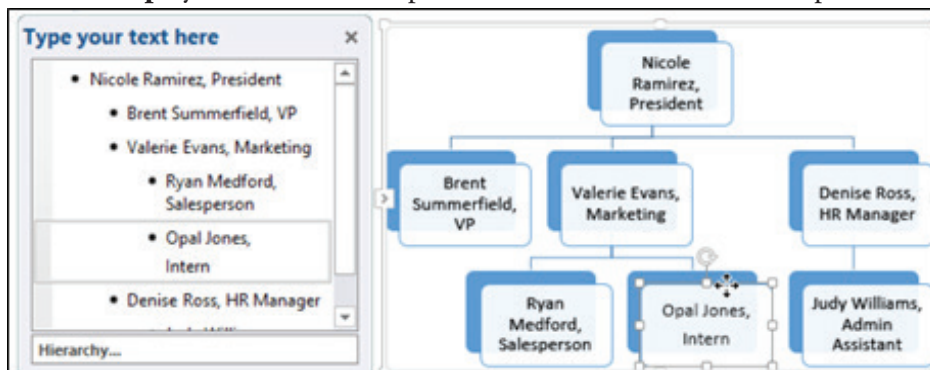 Type your text here
• Nicole Ramirez, President
• Brent Summerfield, VP
• Valerie Evans, Marketing
• Ryan Medford,
Salesperson
• Opal Jones,
Intern
• Denise Ross, HR Manager
Hierarchy...
Nicole
Ramirez,
President
Brent
Summerfield,
VP
Valerie Evans,
Marketing
Denise Ross,
HR Manager
Ryan
Medford,
Salesperson
Opal Jones,
Intern
Judy Williams,
Admin
Assistant